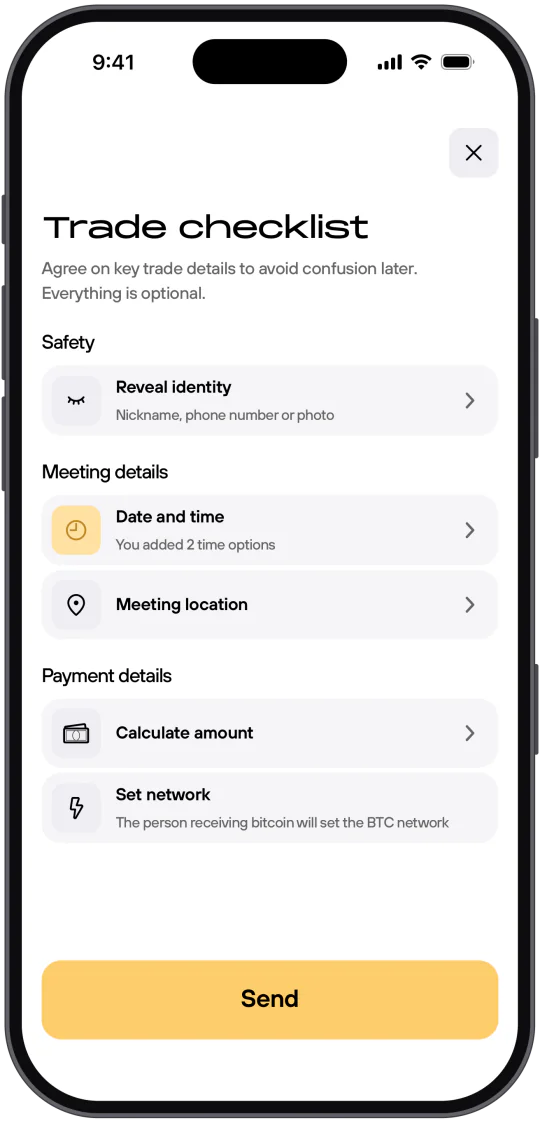 9:41
Trade checklist
Agree on key trade details to avoid confusion later.
Everything is optional.
Safety
Reveal identity
Nickname, phone number or photo
Meeting details
Date and time
You added 2 time options
Meeting location
Payment details
Calculate amount
Set network
The person receiving bitcoin will set the BTC network
Send